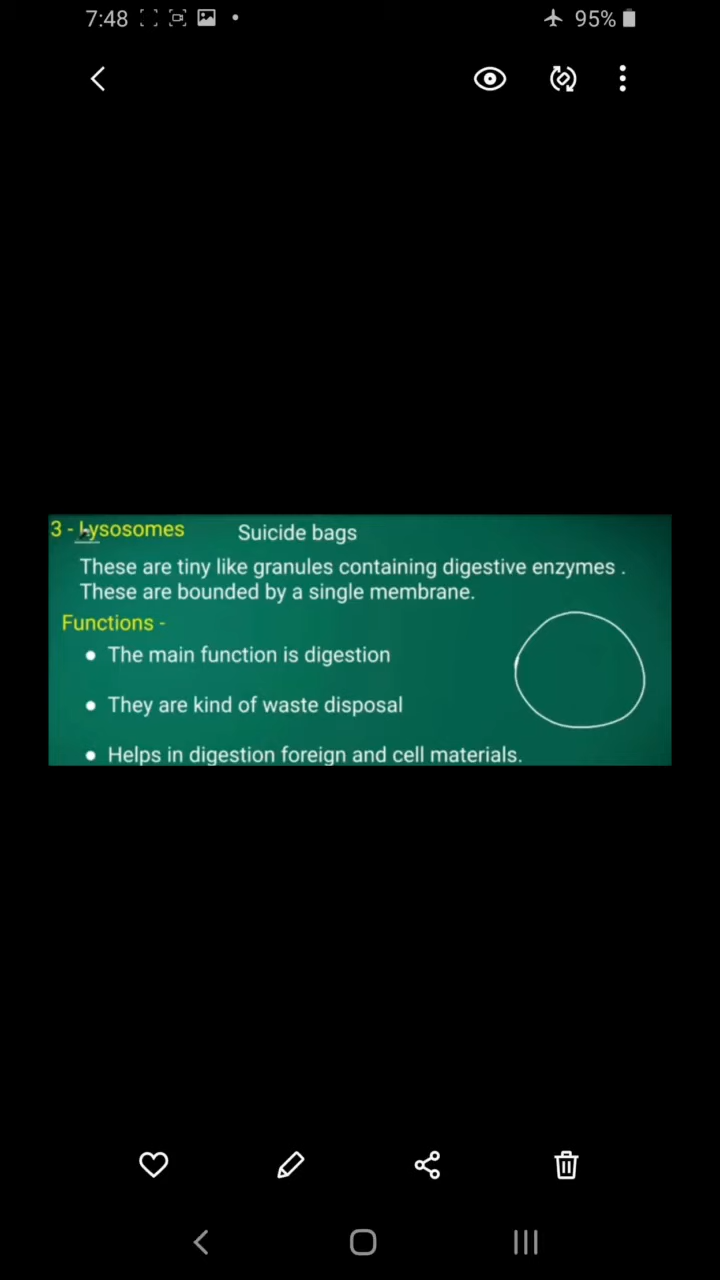 7:48 95%
3 - Lysosomes Suicide bags
These are tiny like granules containing digestive enzymes .
These are bounded by a single membrane.
Functions -
• The main function is digestion
• They are kind of waste disposal
• Helps in digestion foreign and cell materials.